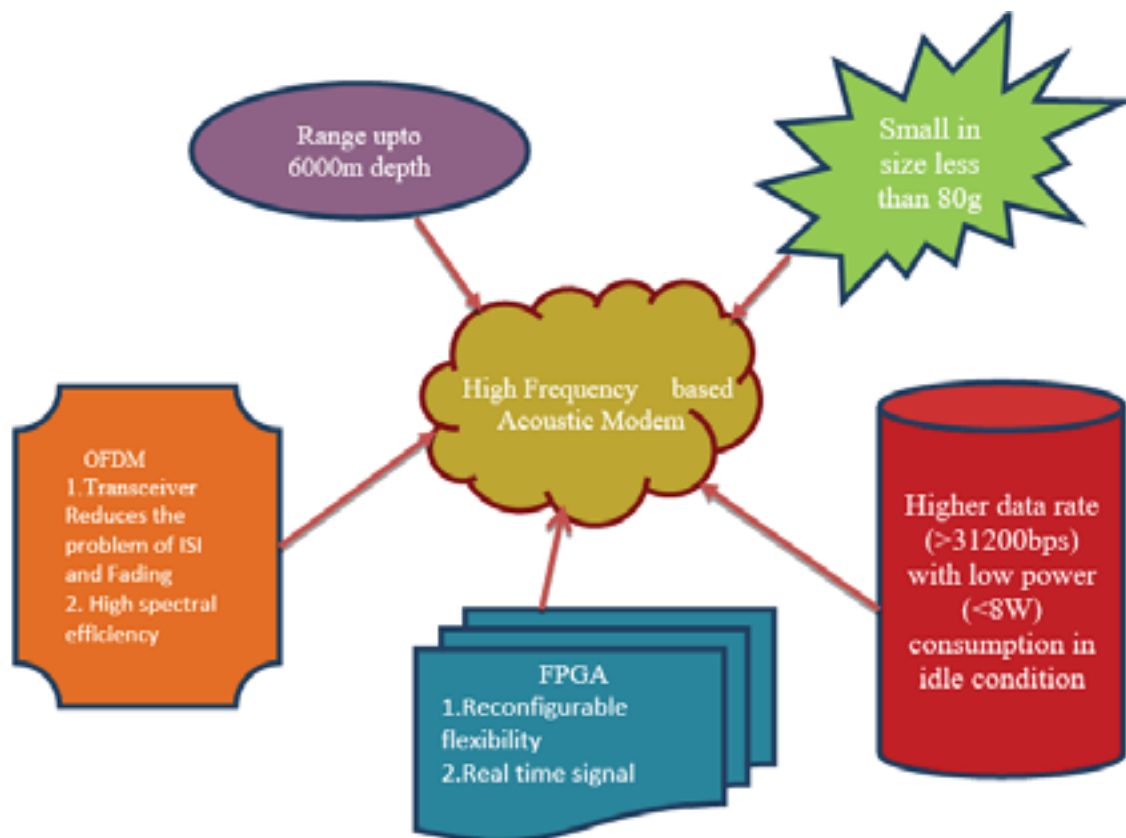 Range upto
6000m depth
Small in
size less
than 80g
High Frequency based
Acoustic Modem
OFDM
1.Transceiver
Reduces the
problem of ISI
and Fading
2. High spectral
efficiency
FPGA
1.Reconfigurable
flexibility
2.Real time signal
Higher data rate
(>31200bps)
with low power
(<8W)
consumption in
idle condition